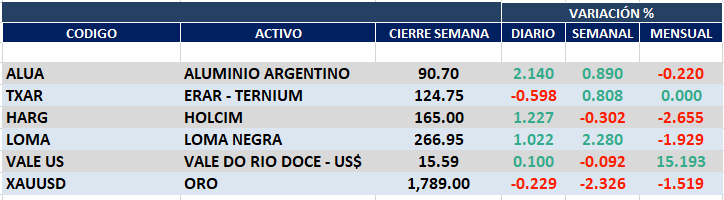 VARIACIÓN %
CODIGO ACTIVO CIERRE SEMANA DIARIO SEMANAL MENSUAL
ALUA ALUMINIO ARGENTINO 90.70 2.140 0.890 -0.220
TXAR ERAR - TERNIUM 124.75 -0.598 0.808 0.000
HARG HOLCIM 165.00 1.227 -0.302 -2.655
LOMA LOMA NEGRA 266.95 1.022 2.280 -1.929
VALE US VALE DO RIO DOCE - US$ 15.59 0.100 -0.092 15.193
XAUUSD ORO 1,789.00 -0.229 -2.326 -1.519